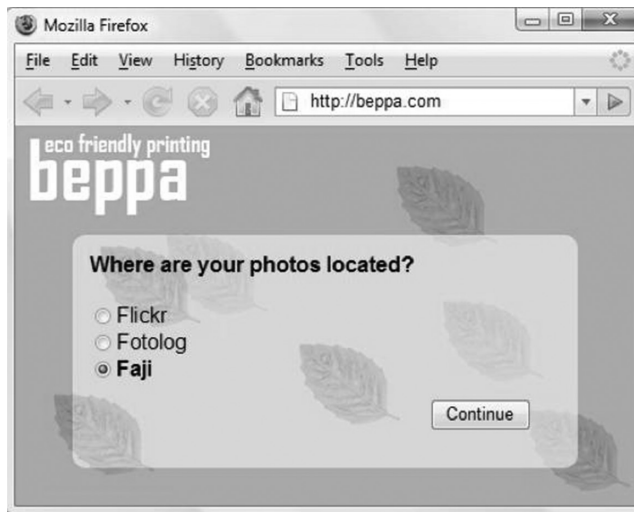 Mozilla Firefox
File Edit View History Bookmarks Tools Help
http://beppa.com
eco friendly printing
beppa
Where are your photos located?
Flickr
Fotolog
Faji
Continue